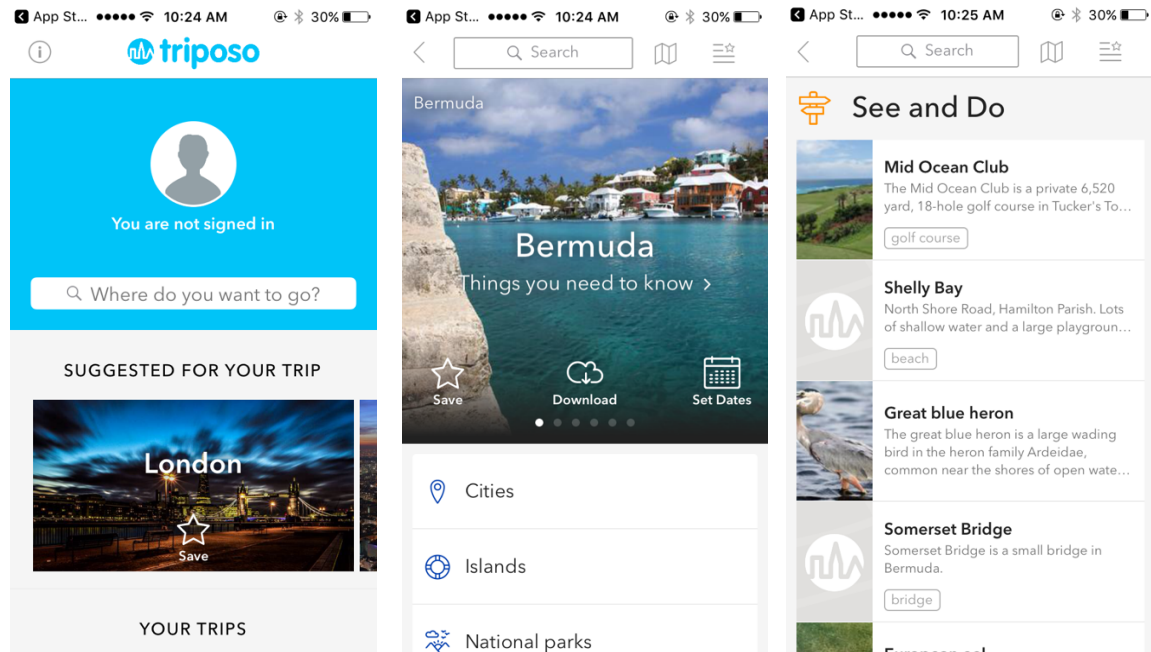 App St... 10:24 AM 30%
triposo
You are not signed in
Where do you want to go?
SUGGESTED FOR YOUR TRIP
London
Save
YOUR TRIPS
App St... 10:24 AM 30%
Search
Bermuda
Bermuda
Things you need to know
Save Download Set Dates
Cities
Islands
National parks
App St... 10:25 AM 30%
Search
See and Do
Mid Ocean Club
The Mid Ocean Club is a private 6,520
yard, 18-hole golf course in Tucker's To...
golf course
Shelly Bay
North Shore Road, Hamilton Parish. Lots
of shallow water and a large playgroun...
beach
Great blue heron
The great blue heron is a large wading
bird in the heron family Ardeidae,
common near the shores of open wate...
Somerset Bridge
Somerset Bridge is a small bridge in
Bermuda.
bridge